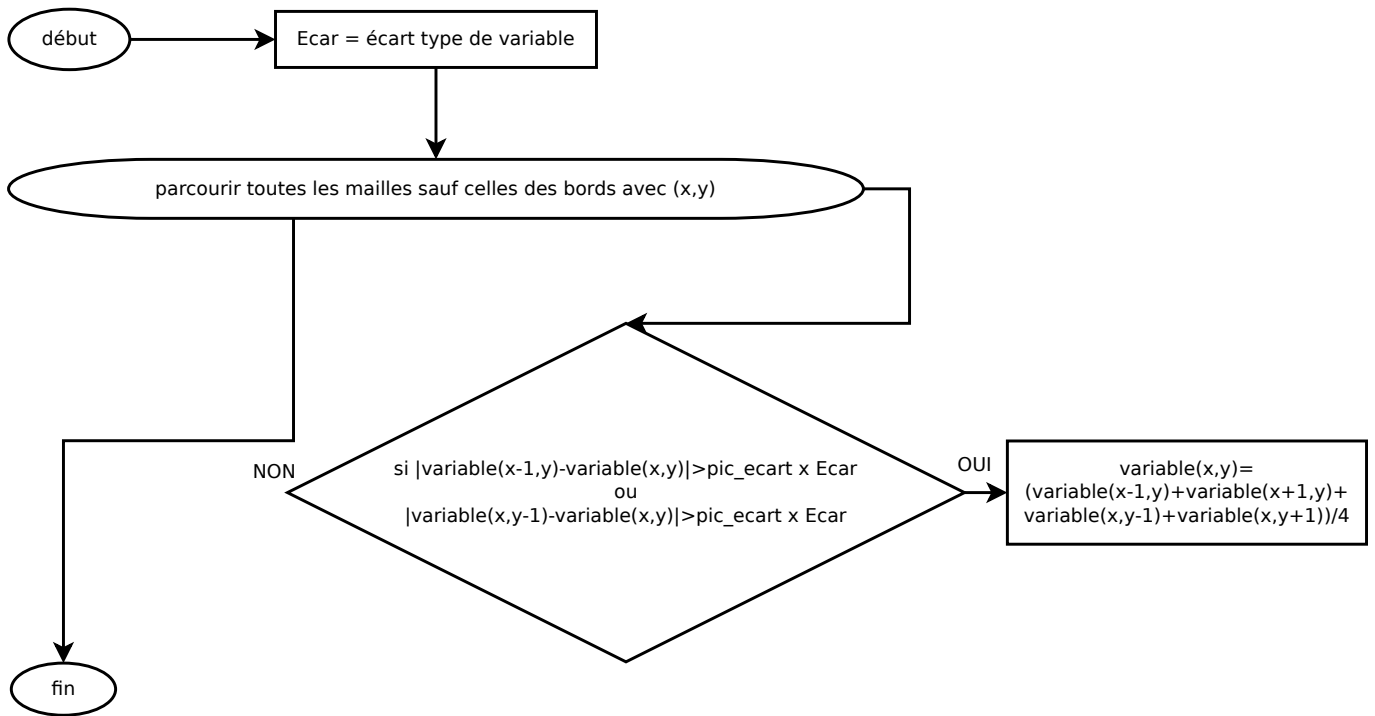 début
Ecar = écart type de variable
parcourir toutes les mailles sauf celles des bords avec (x,y)
NON
si |variable(x-1,y)-variable(x,y)|>pic_ecart x Ecar
ou
|variable(x,y-1)-variable(x,y)|>pic_ecart x Ecar
OUI
variable(x,y)=
(variable(x-1,y)+variable(x+1,y)+
variable(x,y-1)+variable(x,y+1))/4
fin